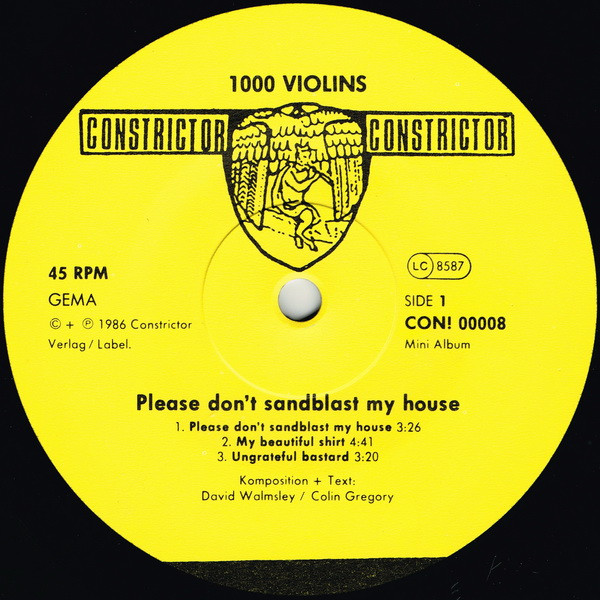 1000 VIOLINS
CONSTRICTOR CONSTRICTOR
45 RPM
GEMA
© + ℗ 1986 Constrictor
Verlag / Label.
LC 8587
SIDE 1
CON! 00008
Mini Album
Please don't sandblast my house
1. Please don't sandblast my house 3:26
2. My beautiful shirt 4:41
3. Ungrateful bastard 3:20
Komposition + Text:
David Walmsley / Colin Gregory